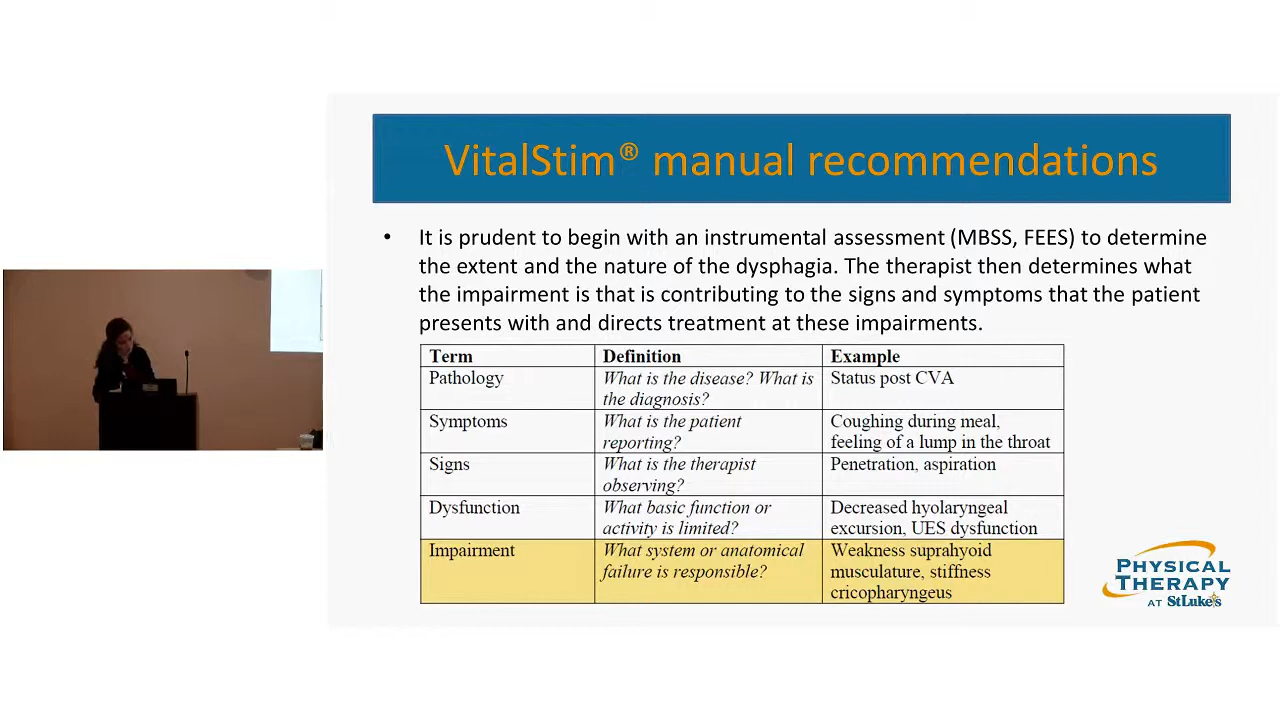 VitalStim® manual recommendations
• It is prudent to begin with an instrumental assessment (MBSS, FEES) to determine
the extent and the nature of the dysphagia. The therapist then determines what
the impairment is that is contributing to the signs and symptoms that the patient
presents with and directs treatment at these impairments.
Term Definition Example
Pathology What is the disease? What is Status post CVA
the diagnosis?
Symptoms What is the patient Coughing during meal,
reporting? feeling of a lump in the throat
Signs What is the therapist Penetration, aspiration
observing?
Dysfunction What basic function or Decreased hyolaryngeal
activity is limited? excursion, UES dysfunction
Impairment What system or anatomical Weakness suprahyoid
failure is responsible? musculature, stiffness
cricopharyngeus
PHYSICAL
THERAPY
AT StLuke's